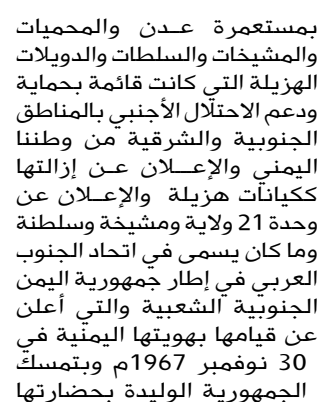 بمستعمرة عـدن والمحميات
والمشيخات والسلطات والدويلات
الهزيلة التي كانت قائمة بحماية
ودعم الاحتلال الأجنبي بالمناطق
الجنوبية والشرقية من وطننا
اليمني والإعـــلان عـن إزالتها
ككيانات هزيلة والإعــلان عن
وحدة 21 ولاية ومشيخة وسلطنة
وما كان يسمى في اتحاد الجنوب
العربي في إطار جمهورية اليمن
الجنوبية الشعبية والتي أعلن
عن قيامها بهويتها اليمنية في
30 نوفمبر 1967م وبتمسك
الجمهورية الوليدة بحضارتها